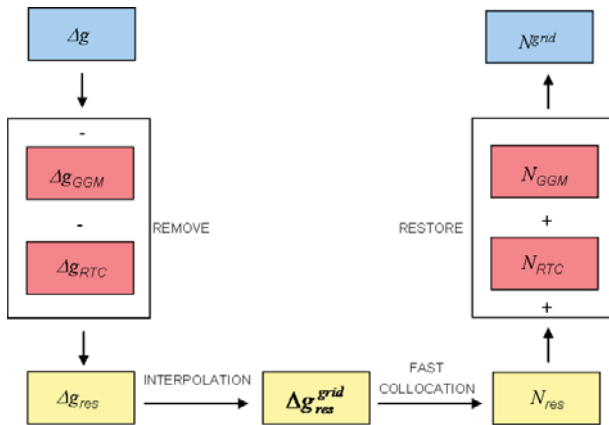 Δg
-
Δg_GGM
-
Δg_RTC
REMOVE
Δg_res
INTERPOLATION
Δg_res^grid
FAST
COLLOCATION
N_res
+
N_RTC
+
N_GGM
RESTORE
N^grid